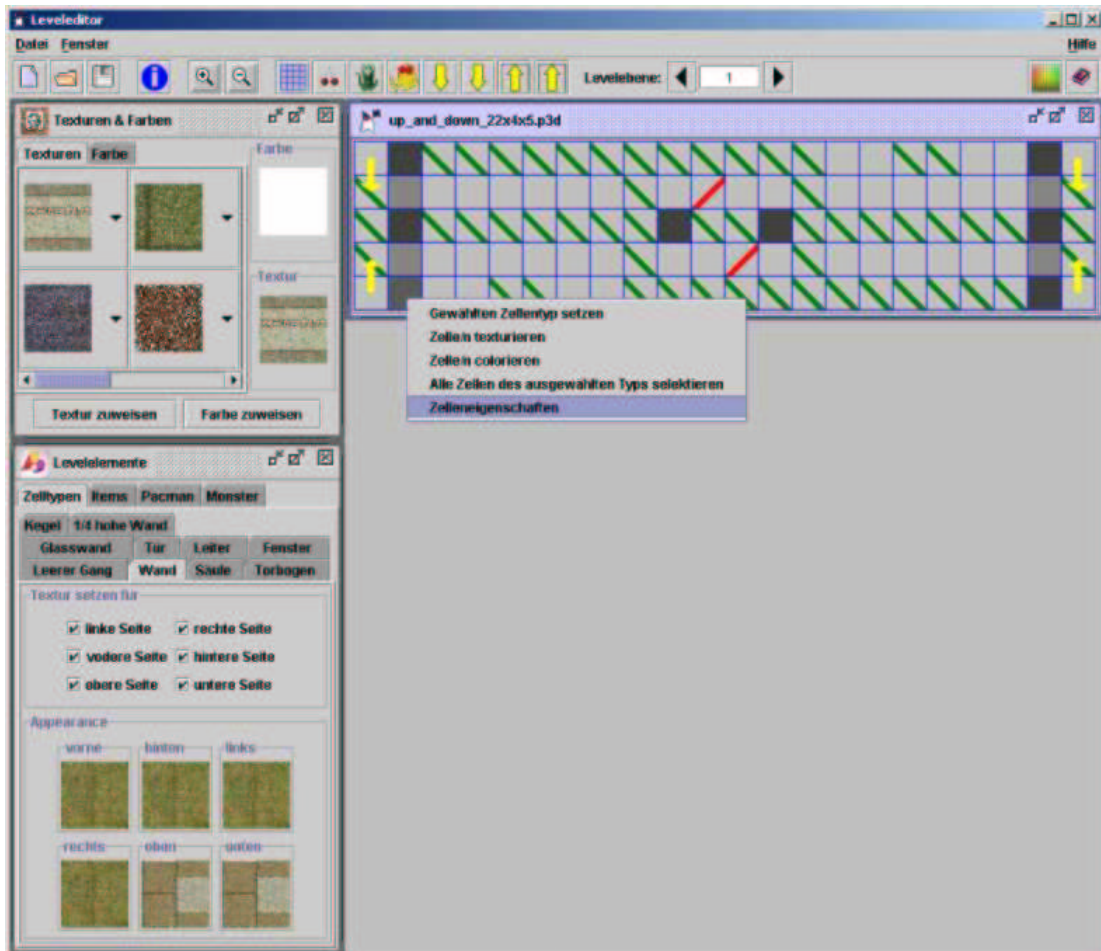 Leveleditor
Datei Fenster Hilfe
Levelebene: 1
Texturen & Farben
Texturen Farbe
Farbe
Textur
Textur zuweisen Farbe zuweisen
up_and_down_22x4x5.p3d
Gewählten Zellentyp setzen
Zelle/n texturieren
Zelle/n colorieren
Alle Zellen des ausgewählten Typs selektieren
Zelleneigenschaften
Levelelemente
Zelltypen Items Pacman Monster
Kegel 1/4 hohe Wand
Glasswand Tür Leiter Fenster
Leerer Gang Wand Säule Torbogen
Textur setzen für
linke Seite rechte Seite
vodere Seite hintere Seite
obere Seite untere Seite
Appearance
vorne hinten links
rechts oben unten